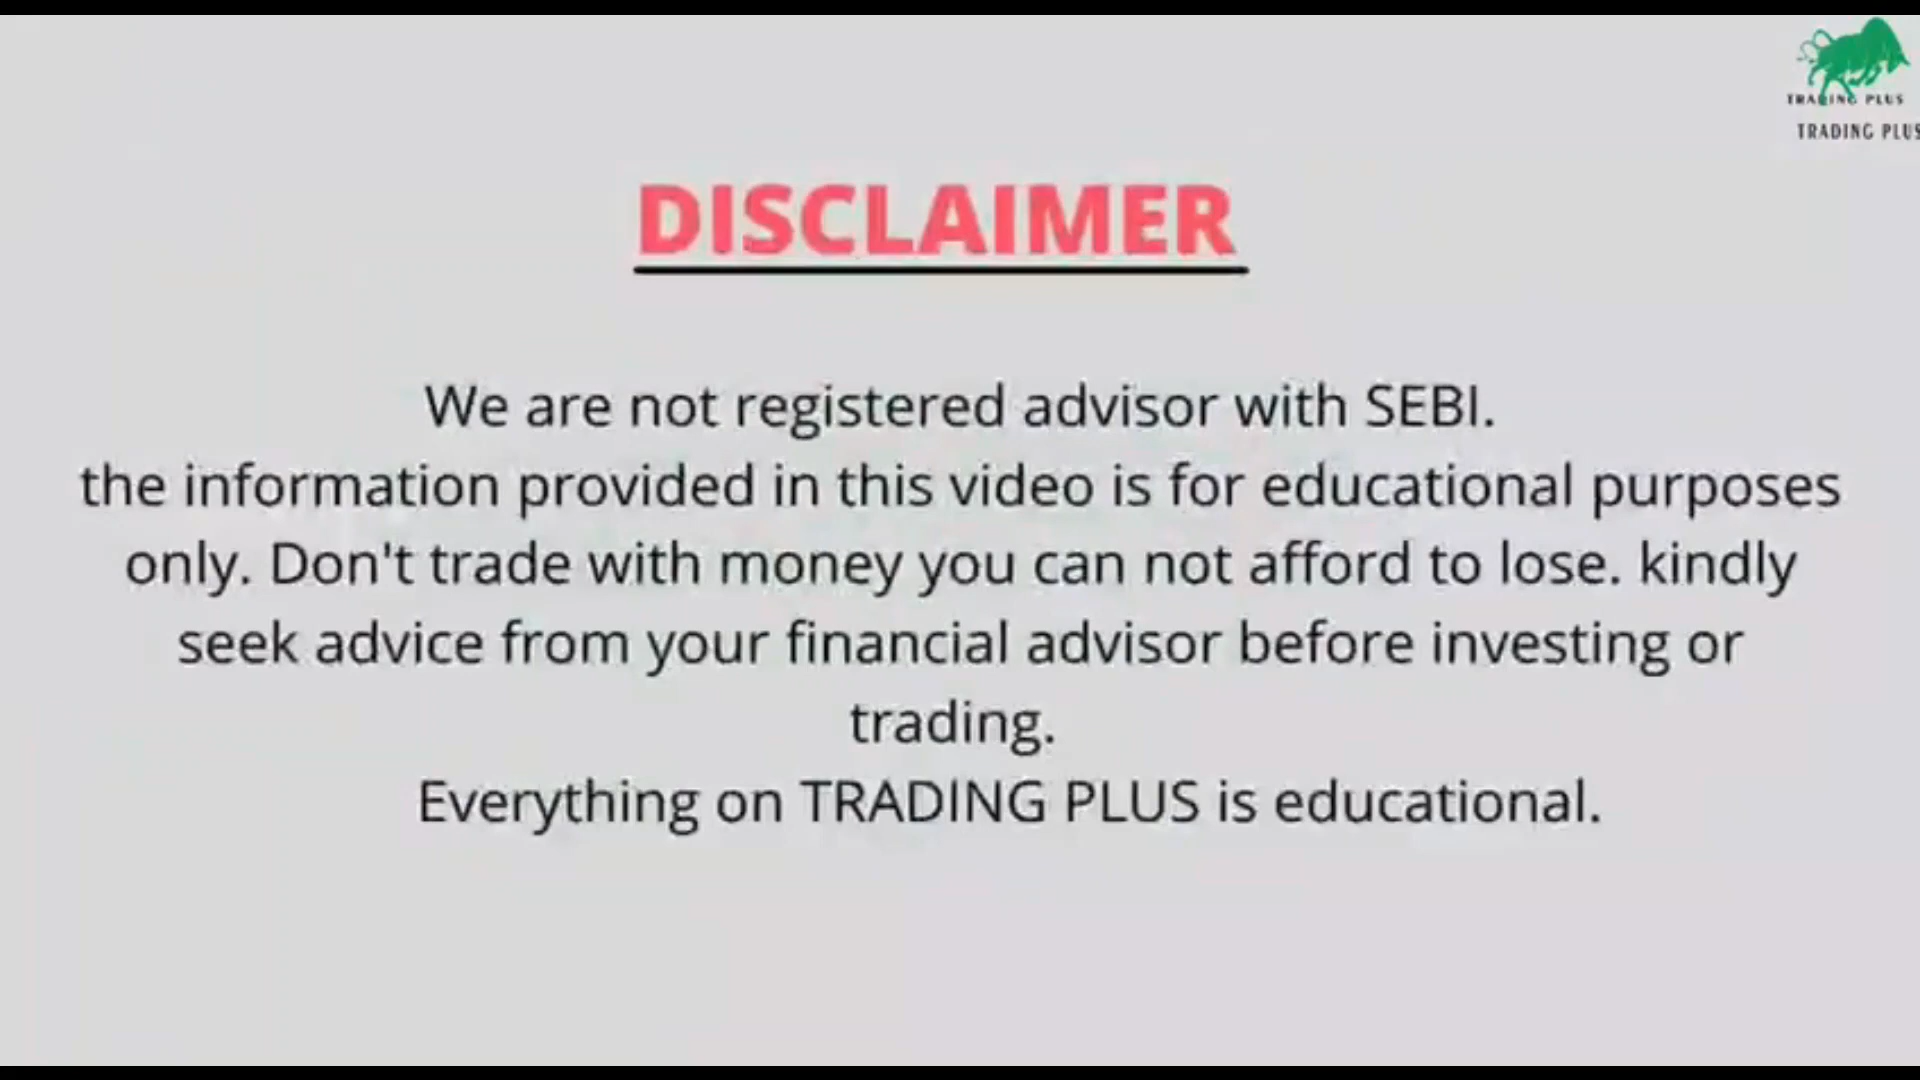 TRADING PLUS
TRADING PLUS
DISCLAIMER
We are not registered advisor with SEBI.
the information provided in this video is for educational purposes
only. Don't trade with money you can not afford to lose. kindly
seek advice from your financial advisor before investing or
trading.
Everything on TRADING PLUS is educational.